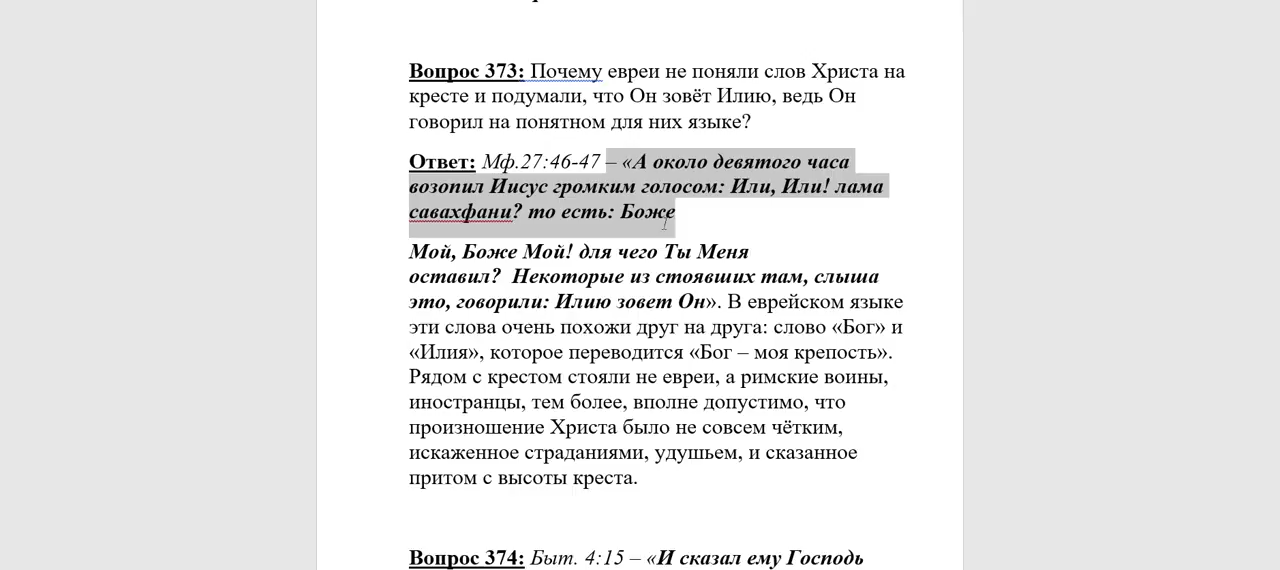 Вопрос 373: Почему евреи не поняли слов Христа на
кресте и подумали, что Он зовёт Илию, ведь Он
говорил на понятном для них языке?
Ответ: Мф.27:46-47 – «А около девятого часа
возопил Иисус громким голосом: Или, Или! лама
савахфани? то есть: Боже
Мой, Боже Мой! для чего Ты Меня
оставил?  Некоторые из стоявших там, слыша
это, говорили: Илию зовет Он». В еврейском языке
эти слова очень похожи друг на друга: слово «Бог» и
«Илия», которое переводится «Бог – моя крепость».
Рядом с крестом стояли не евреи, а римские воины,
иностранцы, тем более, вполне допустимо, что
произношение Христа было не совсем чётким,
искаженное страданиями, удушьем, и сказанное
притом с высоты креста.
Вопрос 374: Быт. 4:15 – «И сказал ему Господь